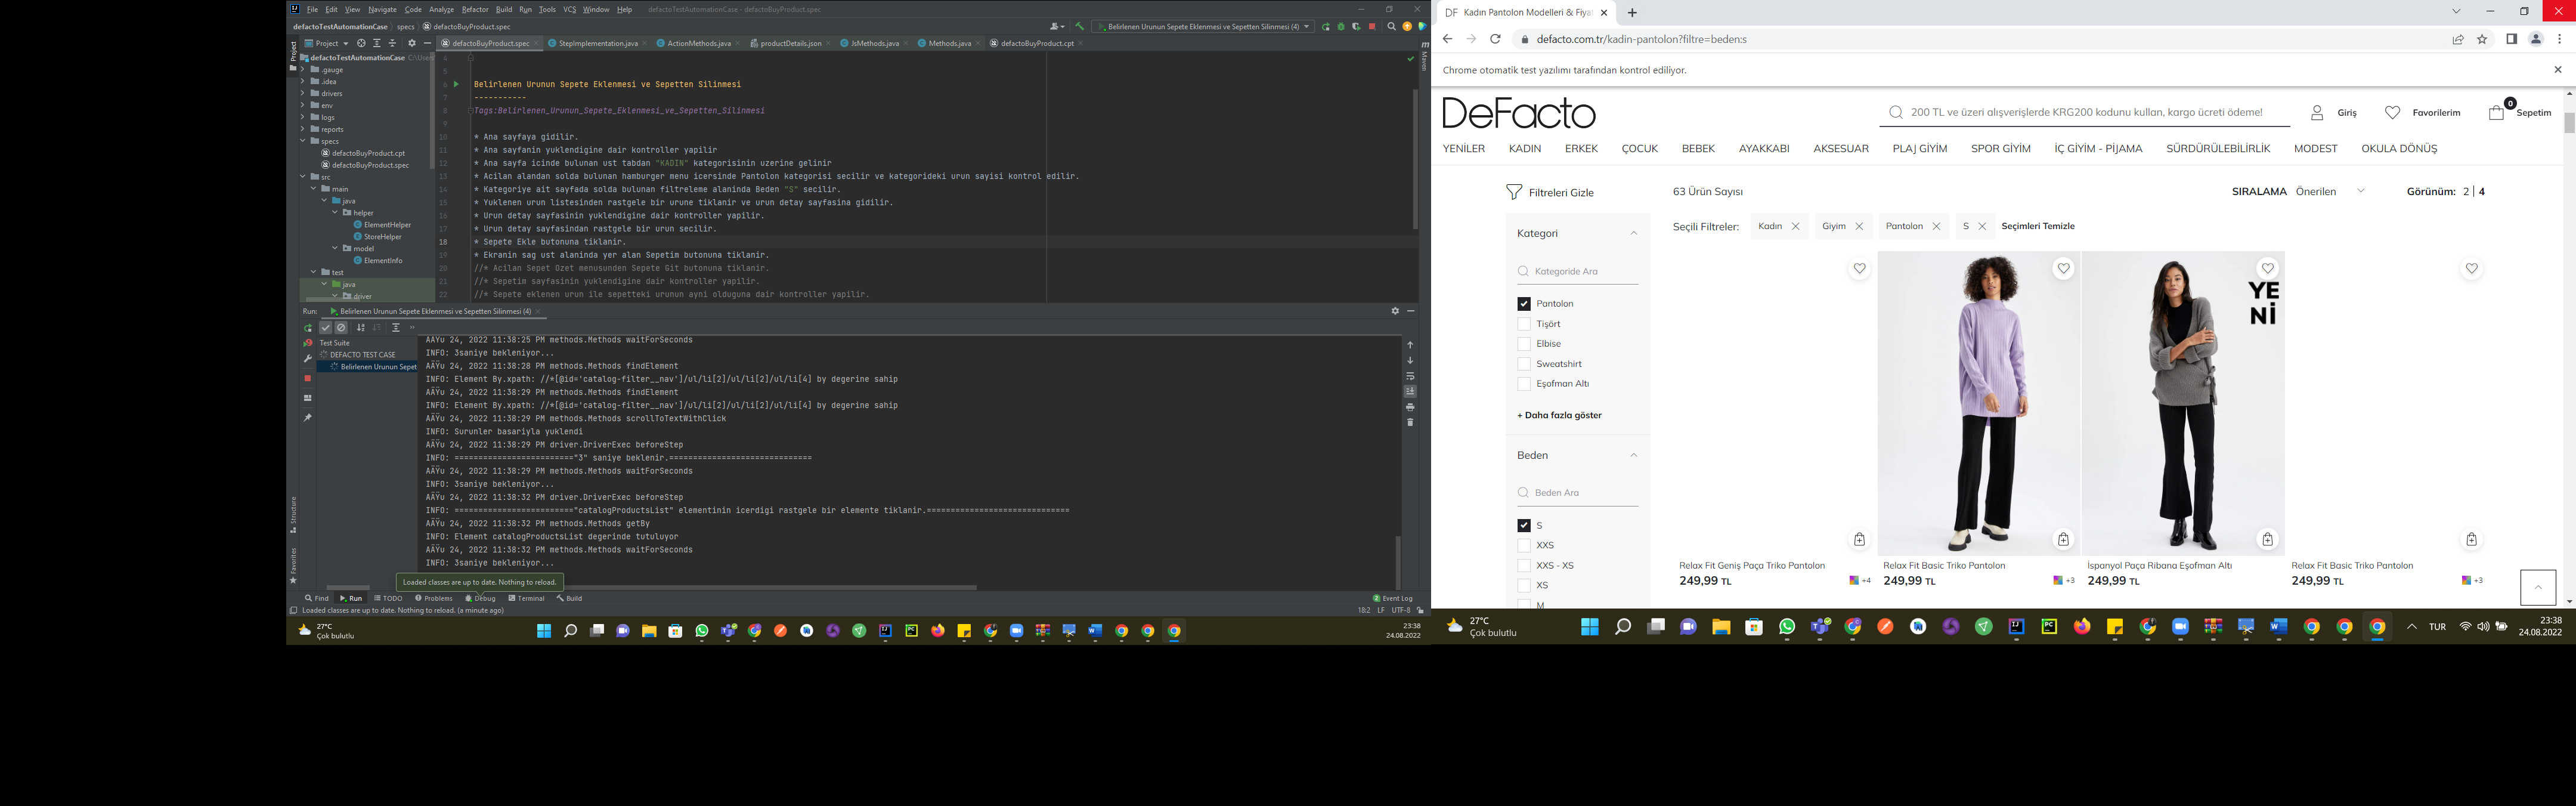 File Edit View Navigate Code Analyze Refactor Build Run Tools VCS Window Help defactoTestAutomationCase - defactoBuyProduct.spec
defactoTestAutomationCase specs defactoBuyProduct.spec
Belirlenen Urunun Sepete Eklenmesi ve Sepetten Silinmesi (4)
Project
defactoBuyProduct.spec StepImplementation.java ActionMethods.java productDetails.json JsMethods.java Methods.java defactoBuyProduct.cpt
Project
Maven
defactoTestAutomationCase C:\Users
.gauge
.idea
drivers
env
logs
reports
specs
defactoBuyProduct.cpt
defactoBuyProduct.spec
src
main
java
helper
ElementHelper
StoreHelper
model
ElementInfo
test
java
driver
4
5
6 Belirlenen Urunun Sepete Eklenmesi ve Sepetten Silinmesi
7 -----------
8 Tags:Belirlenen_Urunun_Sepete_Eklenmesi_ve_Sepetten_Silinmesi
9
10 * Ana sayfaya gidilir.
11 * Ana sayfanin yuklendigine dair kontroller yapilir
12 * Ana sayfa icinde bulunan ust tabdan "KADIN" kategorisinin uzerine gelinir
13 * Acilan alandan solda bulunan hamburger menu icersinde Pantolon kategorisi secilir ve kategorideki urun sayisi kontrol edilir.
14 * Kategoriye ait sayfada solda bulunan filtreleme alaninda Beden "S" secilir.
15 * Yuklenen urun listesinden rastgele bir urune tiklanir ve urun detay sayfasina gidilir.
16 * Urun detay sayfasinin yuklendigine dair kontroller yapilir.
17 * Urun detay sayfasindan rastgele bir urun secilir.
18 * Sepete Ekle butonuna tiklanir.
19 * Ekranin sag ust alaninda yer alan Sepetim butonuna tiklanir.
20 //* Acilan Sepet Ozet menusunden Sepete Git butonuna tiklanir.
21 //* Sepetim sayfasinin yuklendigine dair kontroller yapilir.
22 //* Sepete eklenen urun ile sepetteki urunun ayni olduguna dair kontroller yapilir.
Run: Belirlenen Urunun Sepete Eklenmesi ve Sepetten Silinmesi (4)
Test Suite
DEFACTO TEST CASE
Belirlenen Urunun Sepet
AÄŸu 24, 2022 11:38:25 PM methods.Methods waitForSeconds
INFO: 3saniye bekleniyor...
AÄŸu 24, 2022 11:38:28 PM methods.Methods findElement
INFO: Element By.xpath: //*[@id='catalog-filter__nav']/ul/li[2]/ul/li[2]/ul/li[4] by degerine sahip
AÄŸu 24, 2022 11:38:29 PM methods.Methods findElement
INFO: Element By.xpath: //*[@id='catalog-filter__nav']/ul/li[2]/ul/li[2]/ul/li[4] by degerine sahip
AÄŸu 24, 2022 11:38:29 PM methods.Methods scrollToTextWithClick
INFO: Surunler basariyla yuklendi
AÄŸu 24, 2022 11:38:29 PM driver.DriverExec beforeStep
INFO: ========================="3" saniye beklenir.==============================
AÄŸu 24, 2022 11:38:29 PM methods.Methods waitForSeconds
INFO: 3saniye bekleniyor...
AÄŸu 24, 2022 11:38:32 PM driver.DriverExec beforeStep
INFO: ========================="catalogProductsList" elementinin icerdigi rastgele bir elemente tiklanir.==============================
AÄŸu 24, 2022 11:38:32 PM methods.Methods getBy
INFO: Element catalogProductsList degerinde tutuluyor
AÄŸu 24, 2022 11:38:32 PM methods.Methods waitForSeconds
INFO: 3saniye bekleniyor...
Structure
Favorites
Loaded classes are up to date. Nothing to reload.
Find Run TODO Problems Debug Terminal Build 2 Event Log
Loaded classes are up to date. Nothing to reload. (a minute ago) 18:2 LF UTF-8
27°C
Çok bulutlu
23:38
24.08.2022
DF Kadın Pantolon Modelleri & Fiya
defacto.com.tr/kadin-pantolon?filtre=beden:s
Chrome otomatik test yazılımı tarafından kontrol ediliyor.
DeFacto
200 TL ve üzeri alışverişlerde KRG200 kodunu kullan, kargo ücreti ödeme!
Giriş Favorilerim 0 Sepetim
YENİLER KADIN ERKEK ÇOCUK BEBEK AYAKKABI AKSESUAR PLAJ GİYİM SPOR GİYİM İÇ GİYİM - PİJAMA SÜRDÜRÜLEBİLİRLİK MODEST OKULA DÖNÜŞ
Filtreleri Gizle 63 Ürün Sayısı SIRALAMA Önerilen Görünüm: 2 | 4
Seçili Filtreler: Kadın Giyim Pantolon S Seçimleri Temizle
Kategori
Kategoride Ara
Pantolon
Tişört
Elbise
Sweatshirt
Eşofman Altı
+ Daha fazla göster
Beden
Beden Ara
S
XXS
XXS - XS
XS
M
YE
Nİ
Relax Fit Geniş Paça Triko Pantolon
249,99 TL +4
Relax Fit Basic Triko Pantolon
249,99 TL +3
İspanyol Paça Ribana Eşofman Altı
249,99 TL
Relax Fit Basic Triko Pantolon
249,99 TL +3
27°C
Çok bulutlu
TUR
23:38
24.08.2022